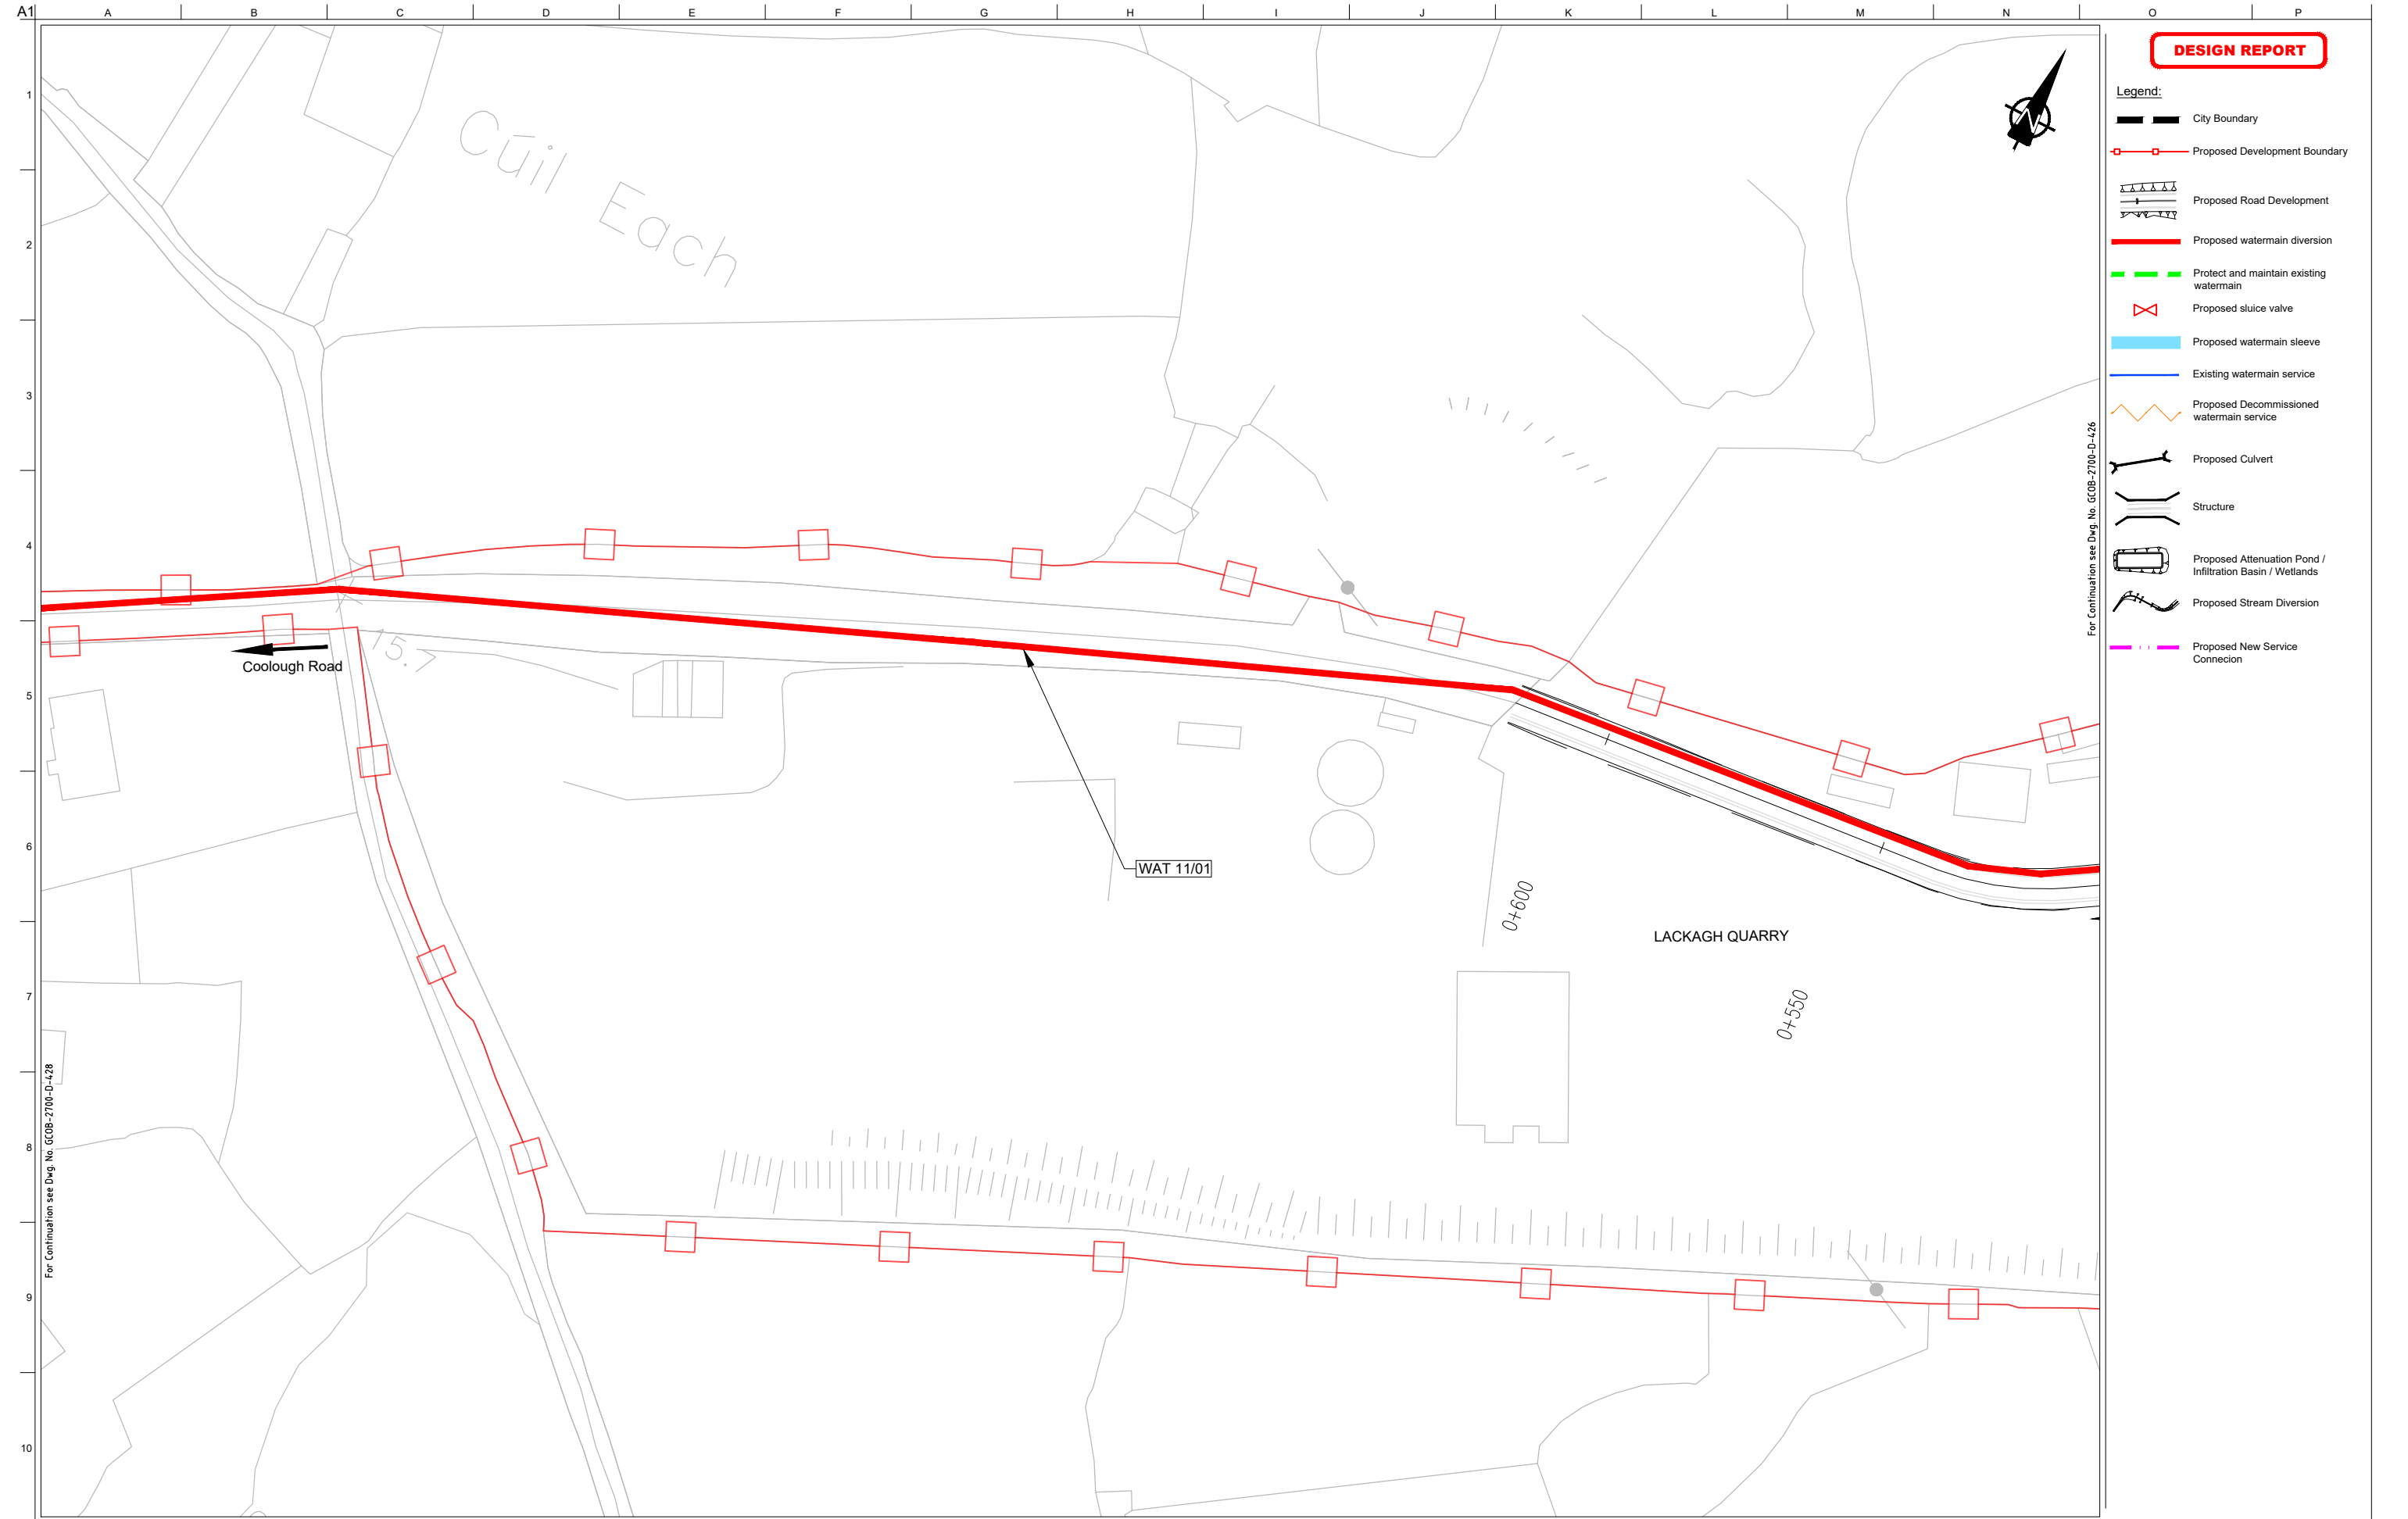 A1
A B C D E F G H I J K L M N O P
1
2
3
4
5
6
7
8
9
10
DESIGN REPORT
N
Legend:
City Boundary
Proposed Development Boundary
Proposed Road Development
Proposed watermain diversion
Protect and maintain existing
watermain
Proposed sluice valve
Proposed watermain sleeve
Existing watermain service
Proposed Decommissioned
watermain service
Proposed Culvert
Structure
Proposed Attenuation Pond /
Infiltration Basin / Wetlands
Proposed Stream Diversion
Proposed New Service
Connecion
Cúil Each
For Continuation see Dwg. No. GCOB-2700-D-426
Coolough Road
WAT 11/01
0+600
LACKAGH QUARRY
0+550
For Continuation see Dwg. No. GCOB-2700-D-428